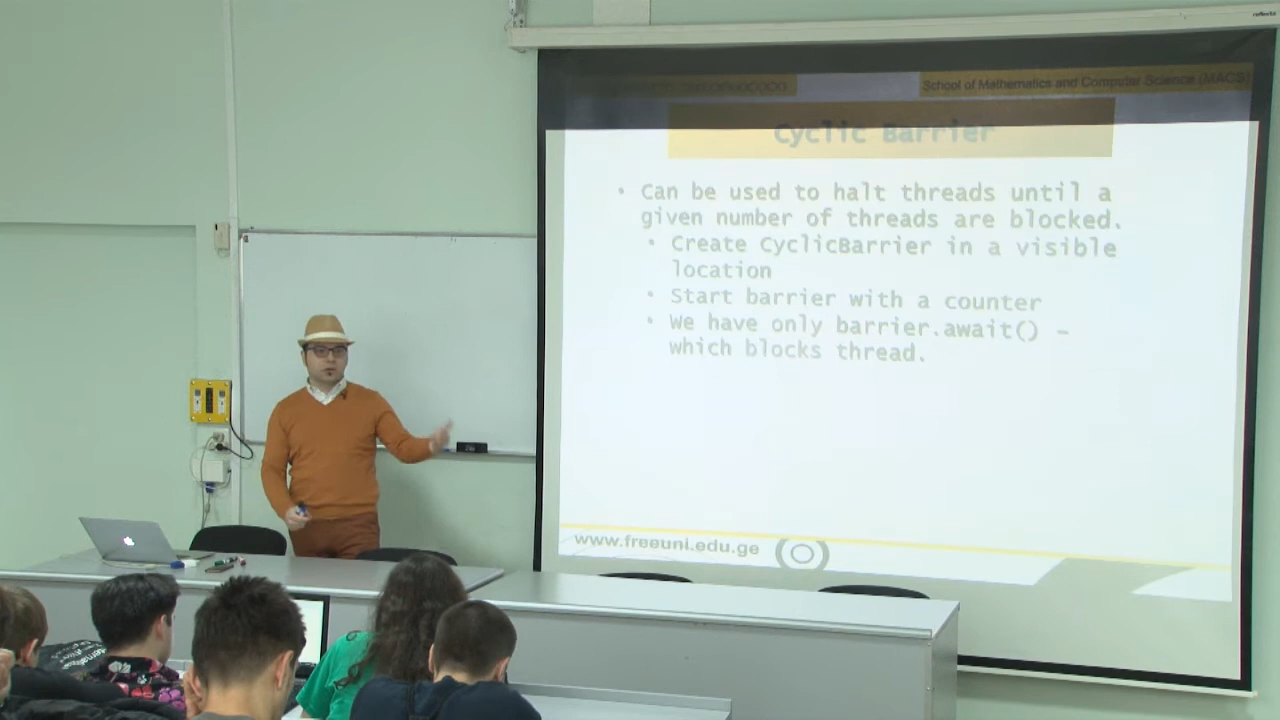 School of Mathematics and Computer Science (MACS)
Cyclic Barrier
• Can be used to halt threads until a
given number of threads are blocked.
• Create CyclicBarrier in a visible
location
• Start barrier with a counter
• We have only barrier.await() –
which blocks thread.
www.freeuni.edu.ge